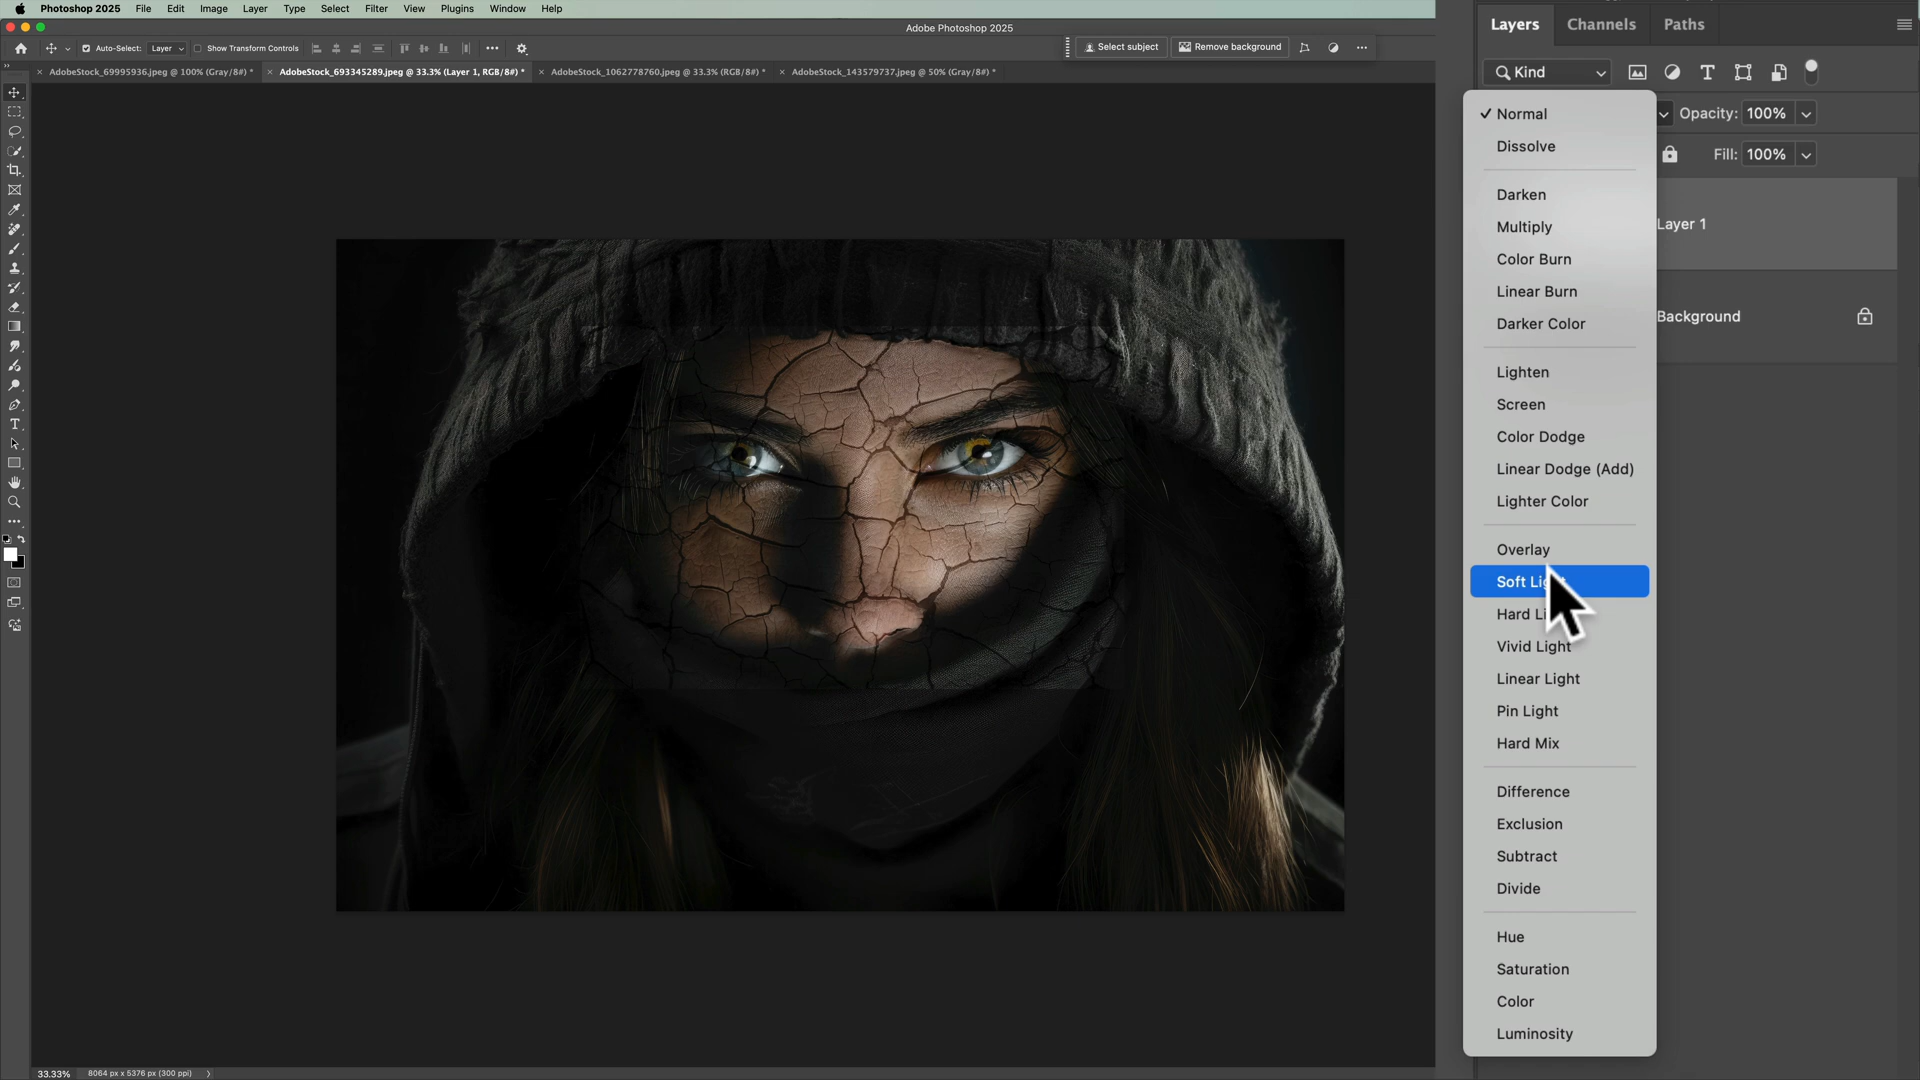 Photoshop 2025 File Edit Image Layer Type Select Filter View Plugins Window Help
Adobe Photoshop 2025
Auto-Select: Layer Show Transform Controls Select subject Remove background
AdobeStock_69995936.jpeg @ 100% (Gray/8#) * AdobeStock_693345289.jpeg @ 33.3% (Layer 1, RGB/8#) * AdobeStock_1062778760.jpeg @ 33.3% (RGB/8#) * AdobeStock_143579737.jpeg @ 50% (Gray/8#) *
Layers Channels Paths
Kind
Opacity: 100%
Fill: 100%
Layer 1
Background
Normal
Dissolve
Darken
Multiply
Color Burn
Linear Burn
Darker Color
Lighten
Screen
Color Dodge
Linear Dodge (Add)
Lighter Color
Overlay
Soft
Hard
Vivid Light
Linear Light
Pin Light
Hard Mix
Difference
Exclusion
Subtract
Divide
Hue
Saturation
Color
Luminosity
33.33% 8064 px x 5376 px (300 ppi)